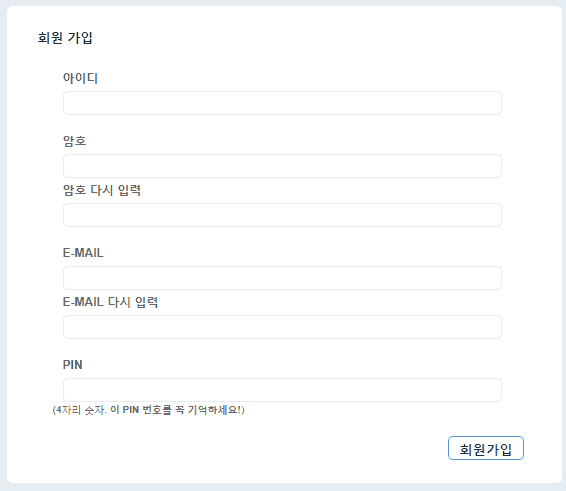 회원 가입
아이디
암호
암호 다시 입력
E-MAIL
E-MAIL 다시 입력
PIN
(4자리 숫자. 이 PIN 번호를 꼭 기억하세요!)
회원가입